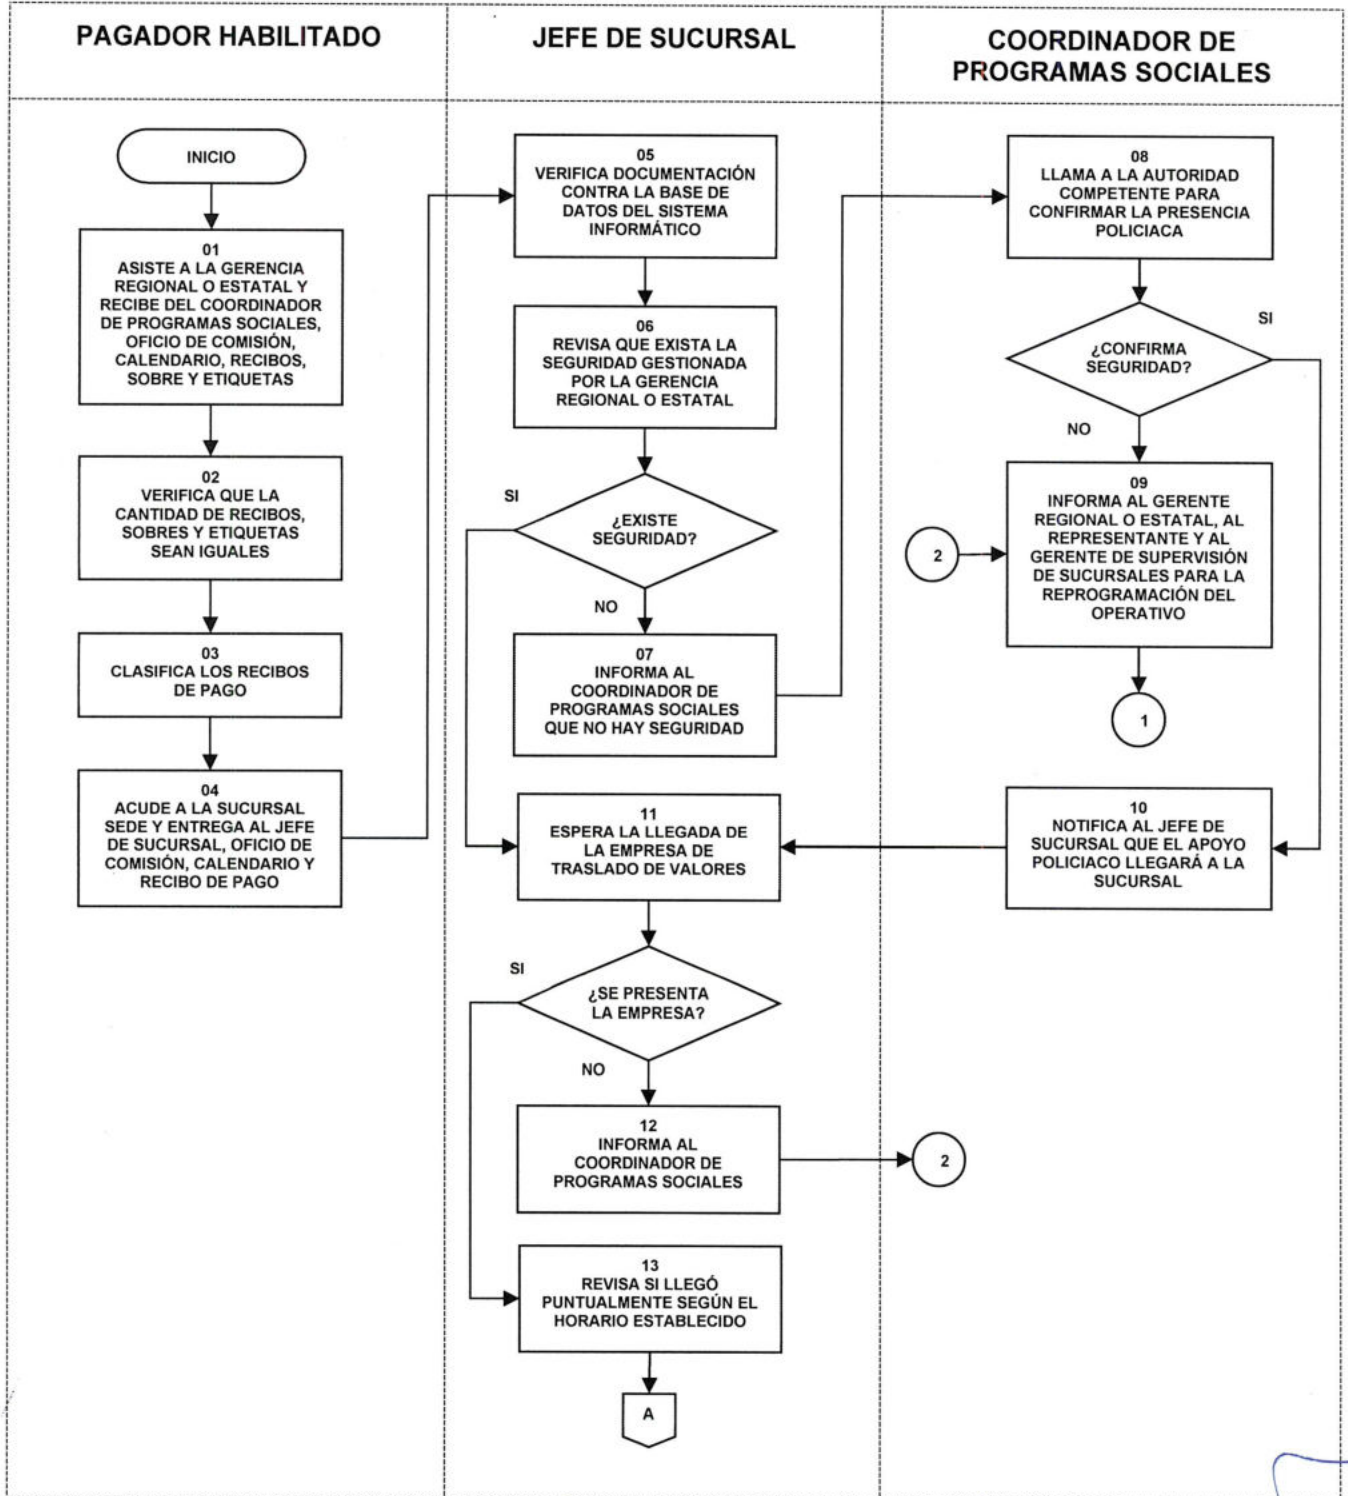 PAGADOR HABILITADO
JEFE DE SUCURSAL
COORDINADOR DE
PROGRAMAS SOCIALES
INICIO
01
ASISTE A LA GERENCIA
REGIONAL O ESTATAL Y
RECIBE DEL COORDINADOR
DE PROGRAMAS SOCIALES,
OFICIO DE COMISIÓN,
CALENDARIO, RECIBOS,
SOBRE Y ETIQUETAS
02
VERIFICA QUE LA
CANTIDAD DE RECIBOS,
SOBRES Y ETIQUETAS
SEAN IGUALES
03
CLASIFICA LOS RECIBOS
DE PAGO
04
ACUDE A LA SUCURSAL
SEDE Y ENTREGA AL JEFE
DE SUCURSAL, OFICIO DE
COMISIÓN, CALENDARIO Y
RECIBO DE PAGO
05
VERIFICA DOCUMENTACIÓN
CONTRA LA BASE DE
DATOS DEL SISTEMA
INFORMÁTICO
06
REVISA QUE EXISTA LA
SEGURIDAD GESTIONADA
POR LA GERENCIA
REGIONAL O ESTATAL
SI
¿EXISTE
SEGURIDAD?
NO
07
INFORMA AL
COORDINADOR DE
PROGRAMAS SOCIALES
QUE NO HAY SEGURIDAD
11
ESPERA LA LLEGADA DE
LA EMPRESA DE
TRASLADO DE VALORES
SI
¿SE PRESENTA
LA EMPRESA?
NO
12
INFORMA AL
COORDINADOR DE
PROGRAMAS SOCIALES
13
REVISA SI LLEGÓ
PUNTUALMENTE SEGÚN EL
HORARIO ESTABLECIDO
A
08
LLAMA A LA AUTORIDAD
COMPETENTE PARA
CONFIRMAR LA PRESENCIA
POLICIACA
SI
¿CONFIRMA
SEGURIDAD?
NO
09
INFORMA AL GERENTE
REGIONAL O ESTATAL, AL
REPRESENTANTE Y AL
GERENTE DE SUPERVISIÓN
DE SUCURSALES PARA LA
REPROGRAMACIÓN DEL
OPERATIVO
2
1
10
NOTIFICA AL JEFE DE
SUCURSAL QUE EL APOYO
POLICIACO LLEGARÁ A LA
SUCURSAL
2